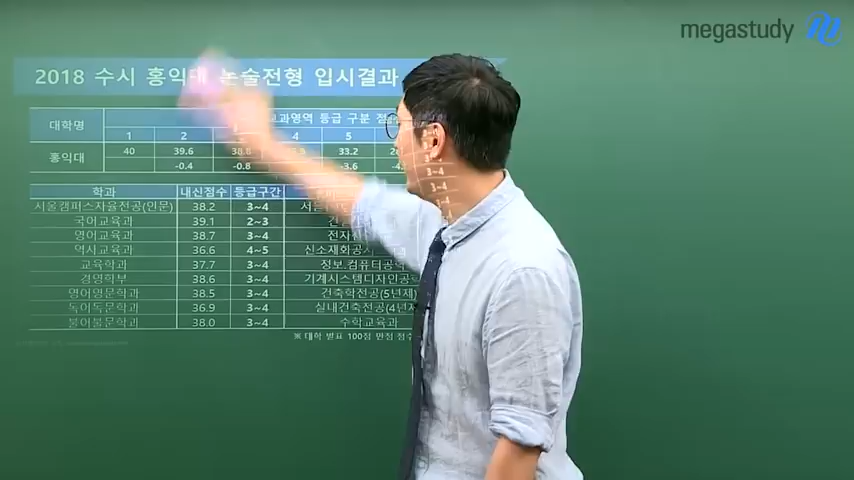 megastudy
2018 수시 홍익대 논술전형 입시결과
대학명 교과영역 등급 구분
1 2 4 5
홍익대 40 39.6 38.8 33.2
-0.4 -0.8 -3.6
학과 내신점수 등급구간
서울캠퍼스자율전공(인문) 38.2 3~4
국어교육과 39.1 2~3
영어교육과 38.7 3~4
역사교육과 36.6 4~5 신소재화공시
교육학과 37.7 3~4 정보.컴퓨터공학
경영학부 38.6 3~4 기계시스템디자인공학
영어영문학과 38.5 3~4 건축학전공(5년제)
독어독문학과 36.9 3~4 실내건축전공(4년제)
불어불문학과 38.0 3~4 수학교육과
※ 대학 발표 100점 만점 점수
3~4
3~4
3~4